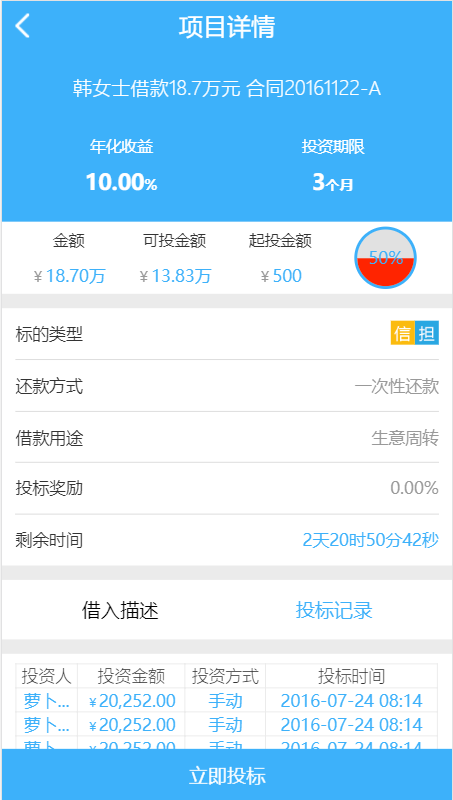 项目详情
韩女士借款18.7万元 合同20161122-A
年化收益 投资期限
10.00% 3个月
金额 可投金额 起投金额
¥18.70万 ¥13.83万 ¥500 50%
标的类型 信 担
还款方式 一次性还款
借款用途 生意周转
投标奖励 0.00%
剩余时间 2天20时50分42秒
借入描述 投标记录
投资人 投资金额 投资方式 投标时间
萝卜... ¥20,252.00 手动 2016-07-24 08:14
萝卜... ¥20,252.00 手动 2016-07-24 08:14
萝卜... ¥20,252.00 手动 2016-07-24 08:14
立即投标